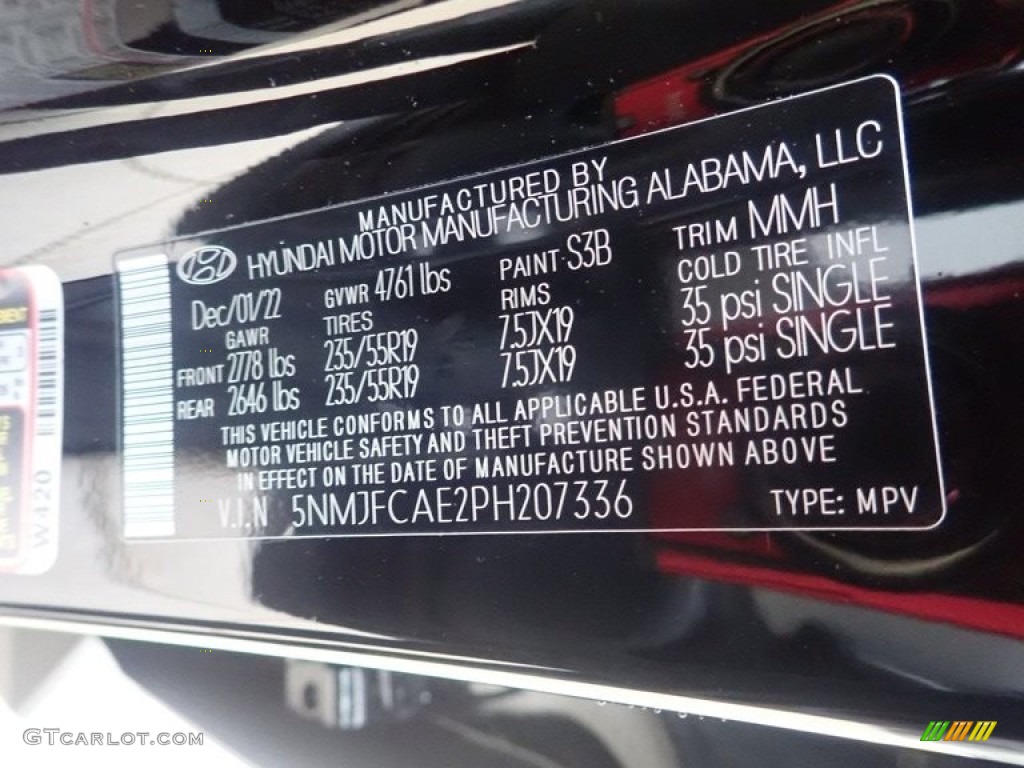 MANUFACTURED BY
HYUNDAI MOTOR MANUFACTURING ALABAMA, LLC
Dec/01/22 GVWR 4761 lbs PAINT S3B TRIM MMH
GAWR TIRES RIMS COLD TIRE INFL
FRONT 2778 lbs 235/55R19 7.5JX19 35 psi SINGLE
REAR 2646 lbs 235/55R19 7.5JX19 35 psi SINGLE
THIS VEHICLE CONFORMS TO ALL APPLICABLE U.S.A. FEDERAL
MOTOR VEHICLE SAFETY AND THEFT PREVENTION STANDARDS
IN EFFECT ON THE DATE OF MANUFACTURE SHOWN ABOVE
V.I.N 5NMJFCAE2PH207336 TYPE: MPV
W420
GTCARLOT.COM